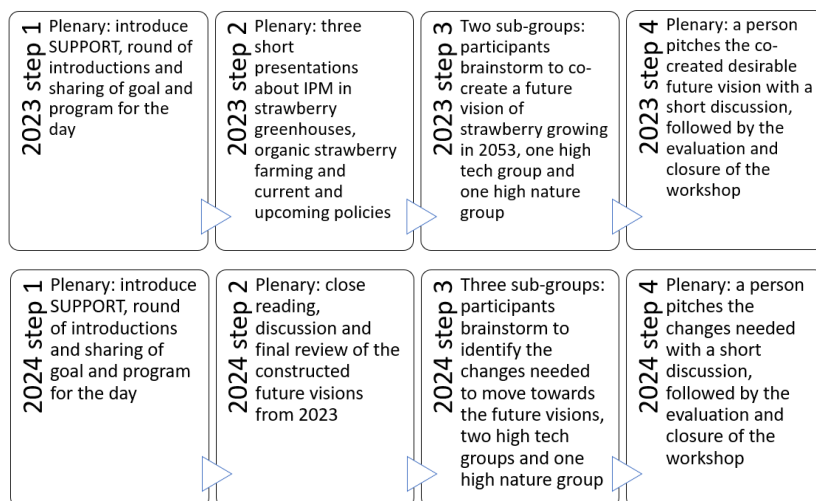 2023 step 1
Plenary: introduce
SUPPORT, round of
introductions and
sharing of goal and
program for the
day
2023 step 2
Plenary: three
short
presentations
about IPM in
strawberry
greenhouses,
organic strawberry
farming and
current and
upcoming policies
2023 step 3
Two sub-groups:
participants
brainstorm to co-
create a future
vision of
strawberry growing
in 2053, one high
tech group and
one high nature
group
2023 step 4
Plenary: a person
pitches the co-
created desirable
future vision with a
short discussion,
followed by the
evaluation and
closure of the
workshop
2024 step 1
Plenary: introduce
SUPPORT, round
of introductions
and sharing of
goal and program
for the day
2024 step 2
Plenary: close
reading,
discussion and
final review of the
constructed
future visions
from 2023
2024 step 3
Three sub-groups:
participants
brainstorm to
identify the
changes needed
to move towards
the future visions,
two high tech
groups and one
high nature group
2024 step 4
Plenary: a person
pitches the
changes needed
with a short
discussion,
followed by the
evaluation and
closure of the
workshop